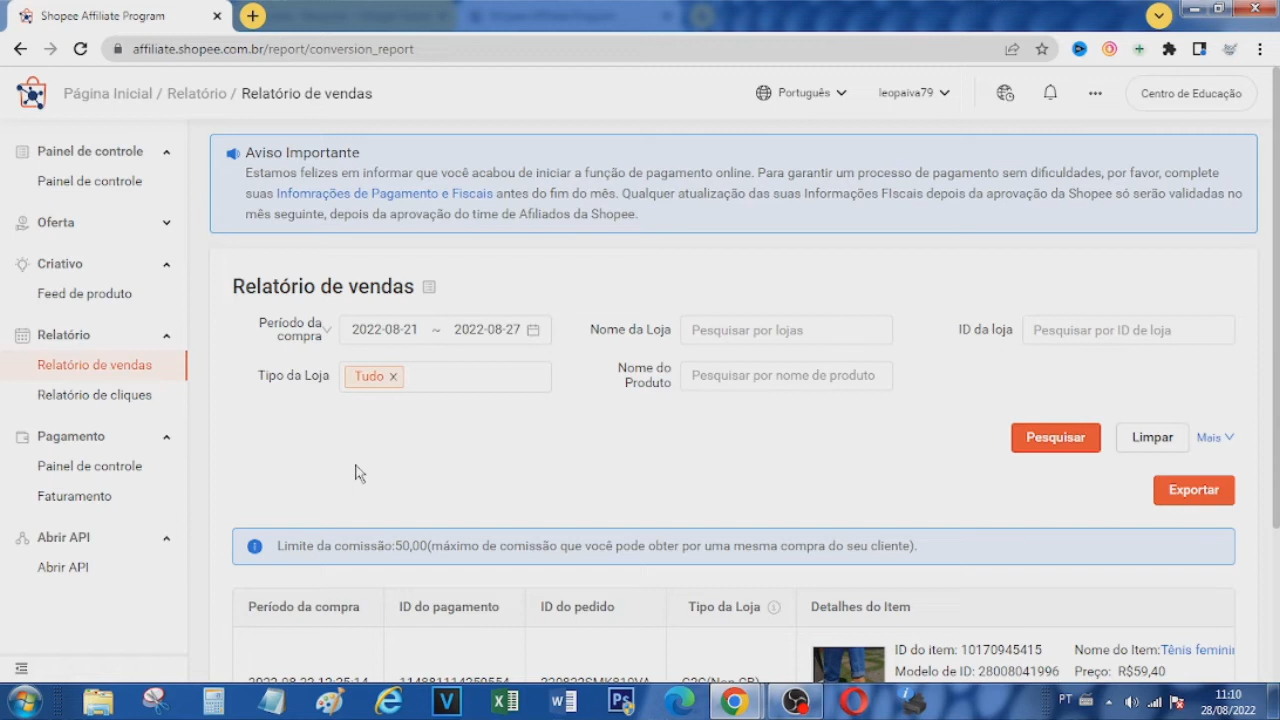 Shopee Affiliate Program
affiliate.shopee.com.br/report/conversion_report
Página Inicial / Relatório / Relatório de vendas
Português
leopaiva79
Centro de Educação
Painel de controle
Painel de controle
Oferta
Criativo
Feed de produto
Relatório
Relatório de vendas
Relatório de cliques
Pagamento
Painel de controle
Faturamento
Abrir API
Abrir API
Aviso Importante
Estamos felizes em informar que você acabou de iniciar a função de pagamento online. Para garantir um processo de pagamento sem dificuldades, por favor, complete
suas Infomrações de Pagamento e Fiscais antes do fim do mês. Qualquer atualização das suas Informações FIscais depois da aprovação da Shopee só serão validadas no
mês seguinte, depois da aprovação do time de Afiliados da Shopee.
Relatório de vendas
Período da
compra
2022-08-21 ~ 2022-08-27
Nome da Loja
Pesquisar por lojas
ID da loja
Pesquisar por ID de loja
Tipo da Loja
Tudo
Nome do
Produto
Pesquisar por nome de produto
Pesquisar
Limpar
Mais
Exportar
Limite da comissão:50,00(máximo de comissão que você pode obter por uma mesma compra do seu cliente).
Período da compra
ID do pagamento
ID do pedido
Tipo da Loja
Detalhes do Item
ID do item: 10170945415
Nome do Item:Tênis feminin
Modelo de ID: 28008041996
Preço: R$59,40
PT
11:10
28/08/2022